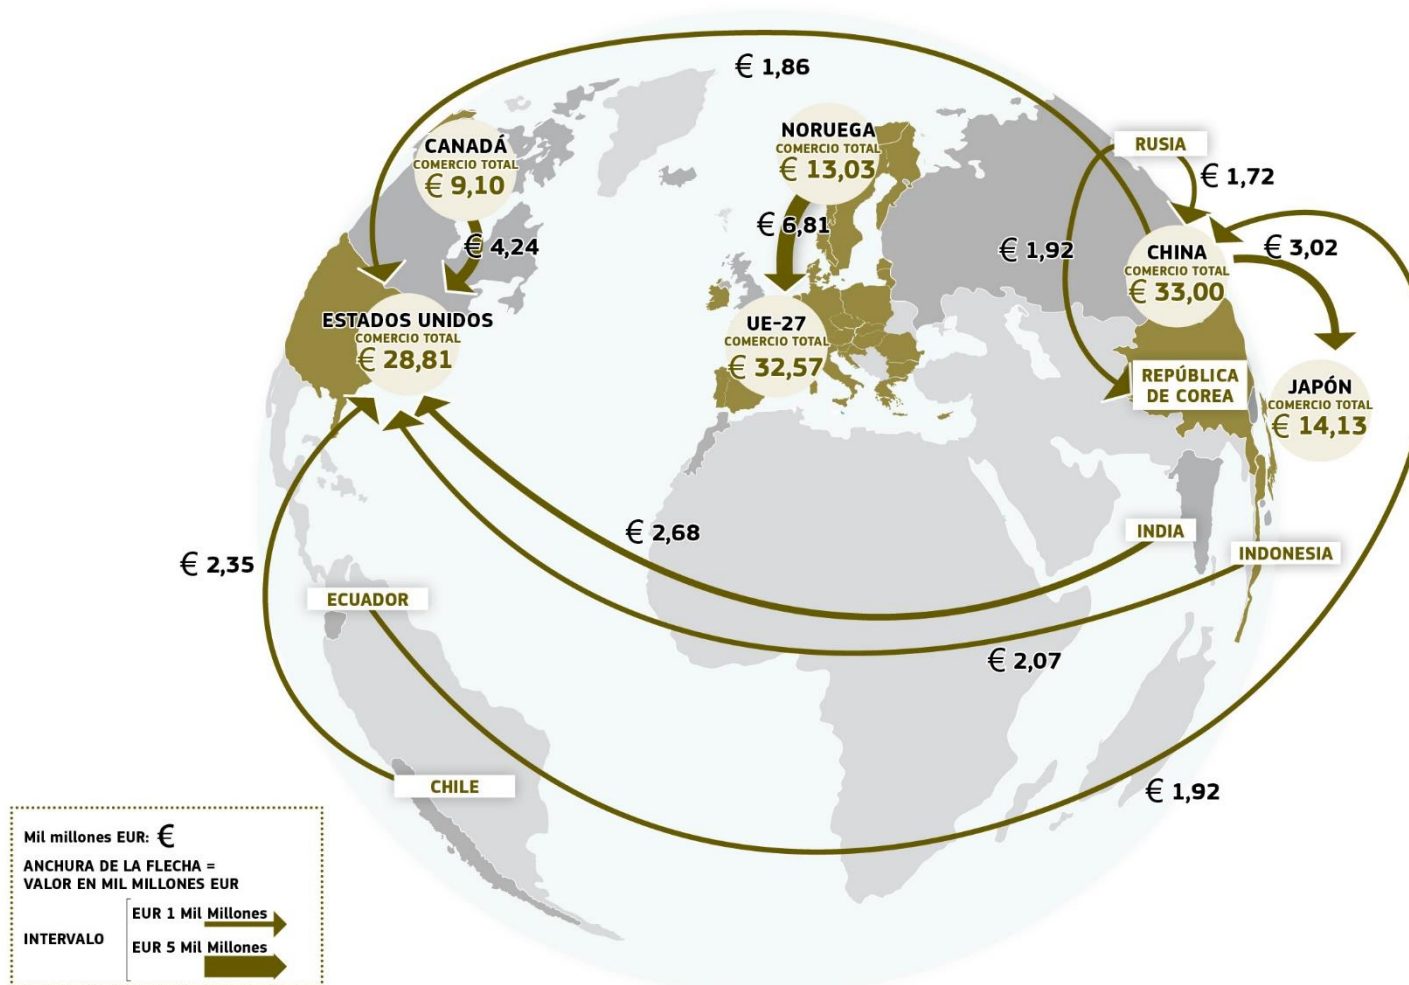 € 1,86
CANADÁ
COMERCIO TOTAL
€ 9,10
NORUEGA
COMERCIO TOTAL
€ 13,03
RUSIA
€ 1,72
€ 4,24
€ 6,81
€ 1,92
CHINA
COMERCIO TOTAL
€ 33,00
€ 3,02
ESTADOS UNIDOS
COMERCIO TOTAL
€ 28,81
UE-27
COMERCIO TOTAL
€ 32,57
REPÚBLICA
DE COREA
JAPÓN
COMERCIO TOTAL
€ 14,13
€ 2,35
€ 2,68
INDIA
INDONESIA
ECUADOR
€ 2,07
CHILE
€ 1,92
Mil millones EUR: €
ANCHURA DE LA FLECHA =
VALOR EN MIL MILLONES EUR
INTERVALO
EUR 1 Mil Millones
EUR 5 Mil Millones